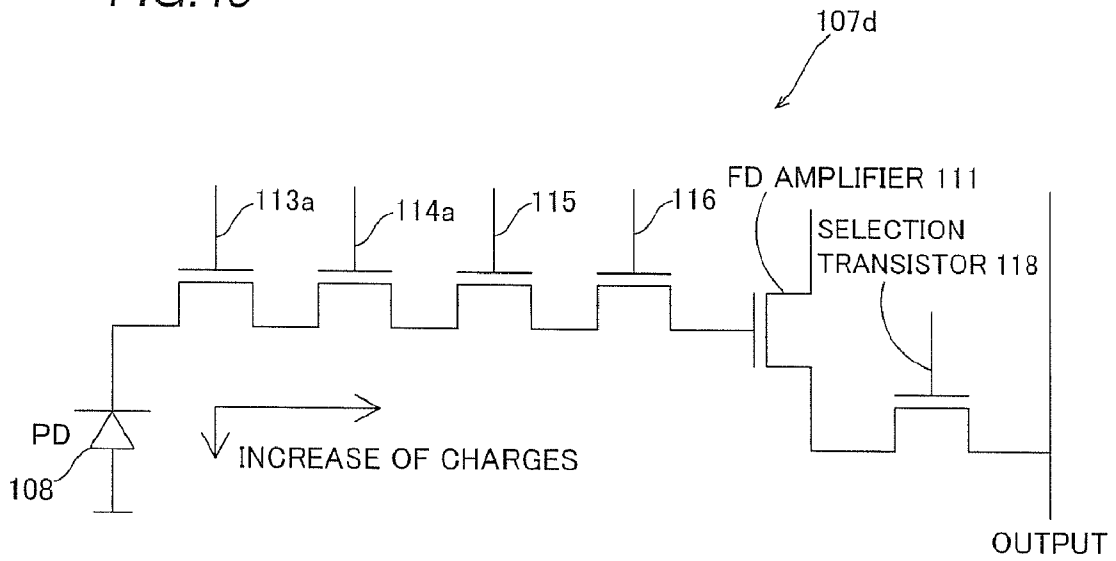 107d
FD AMPLIFIER 111
113a
114a
115
116
SELECTION
TRANSISTOR 118
PD
INCREASE OF CHARGES
108
OUTPUT